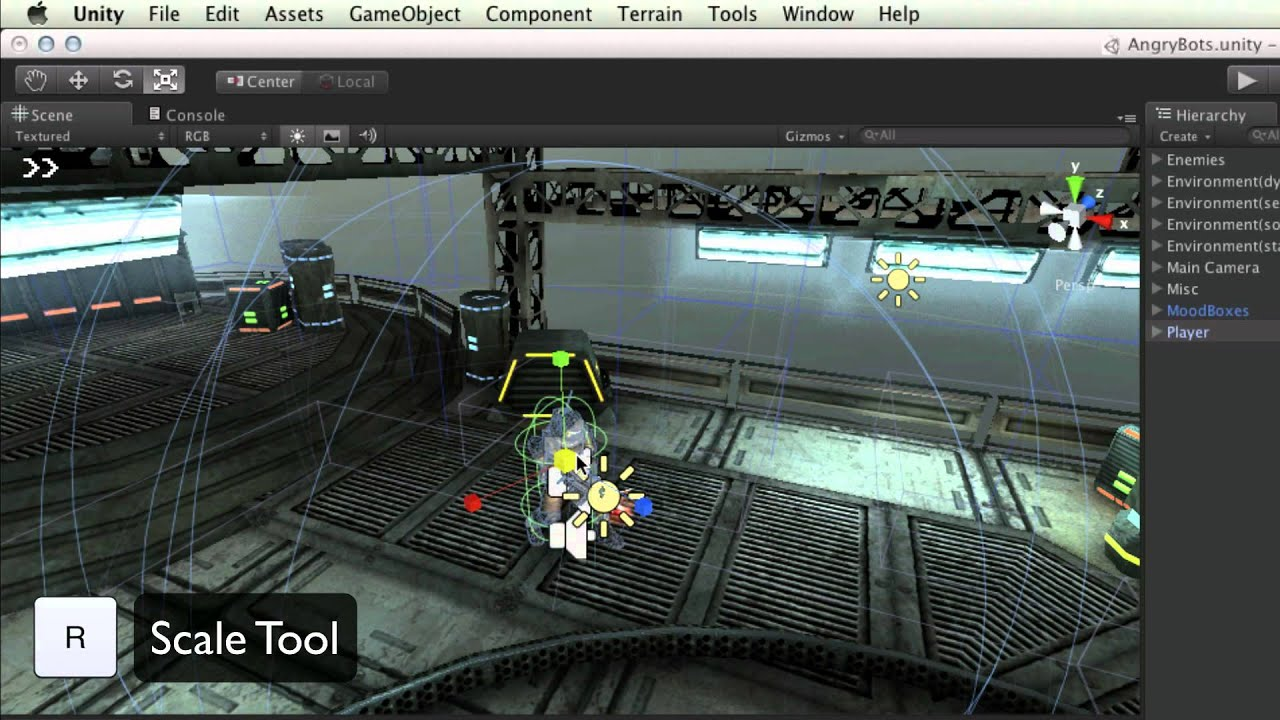 Unity File Edit Assets GameObject Component Terrain Tools Window Help
AngryBots.unity –
Center Local
Scene Console
Hierarchy
Textured RGB Gizmos All
Create
>>
y
z
x
Persp
Enemies
Environment(dy
Environment(se
Environment(so
Environment(sta
Main Camera
Misc
MoodBoxes
Player
R Scale Tool